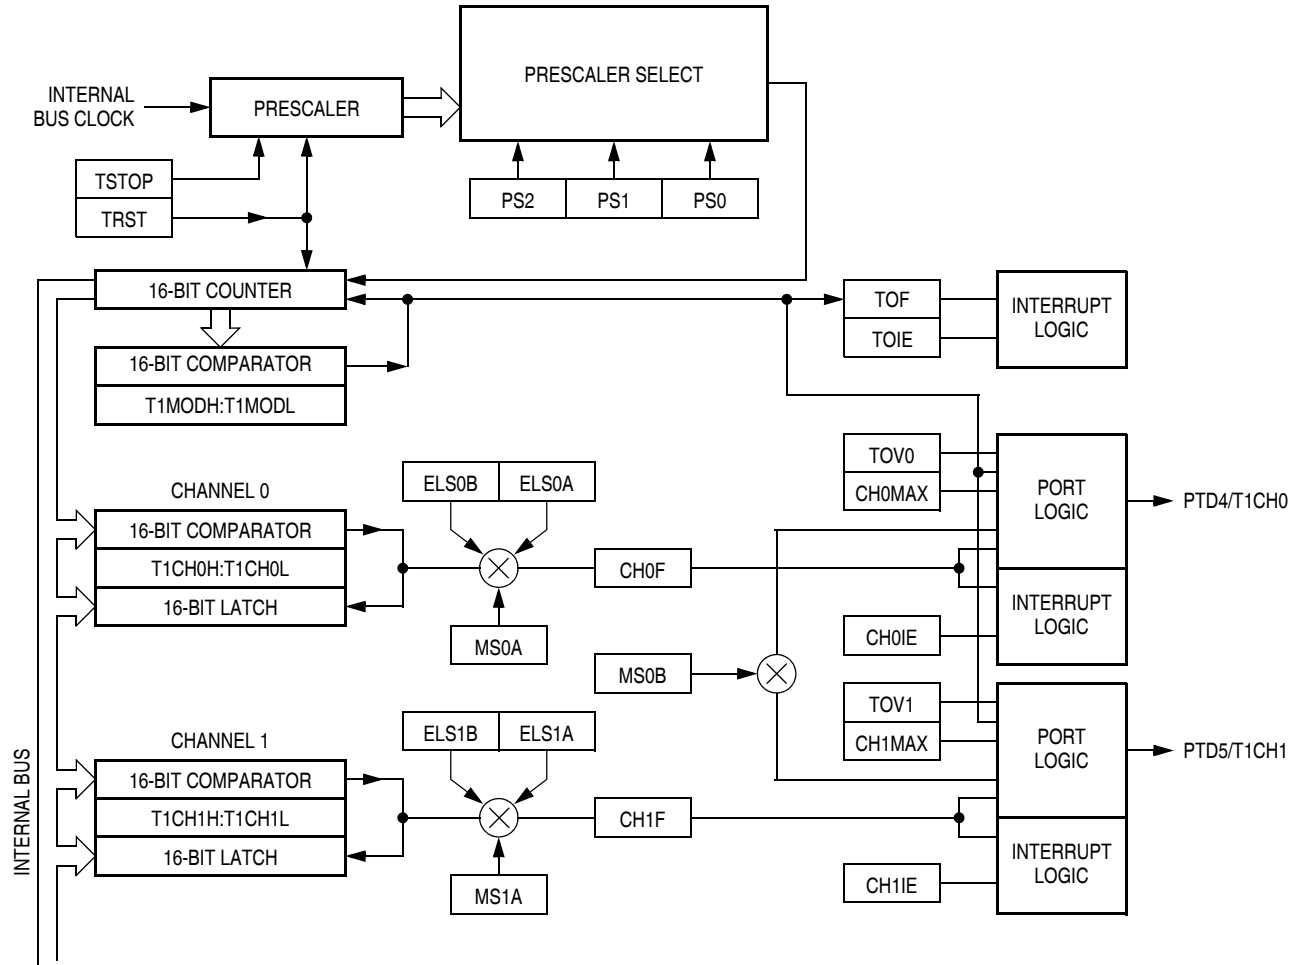 PRESCALER SELECT
INTERNAL
BUS CLOCK
PRESCALER
TSTOP
TRST
PS2
PS1
PS0
16-BIT COUNTER
16-BIT COMPARATOR
T1MODH:T1MODL
TOF
TOIE
INTERRUPT
LOGIC
CHANNEL 0
16-BIT COMPARATOR
T1CH0H:T1CH0L
16-BIT LATCH
ELS0B
ELS0A
MS0A
CH0F
TOV0
CH0MAX
PORT
LOGIC
PTD4/T1CH0
INTERRUPT
LOGIC
CH0IE
MS0B
CHANNEL 1
16-BIT COMPARATOR
T1CH1H:T1CH1L
16-BIT LATCH
ELS1B
ELS1A
MS1A
CH1F
TOV1
CH1MAX
PORT
LOGIC
PTD5/T1CH1
INTERRUPT
LOGIC
CH1IE
INTERNAL BUS